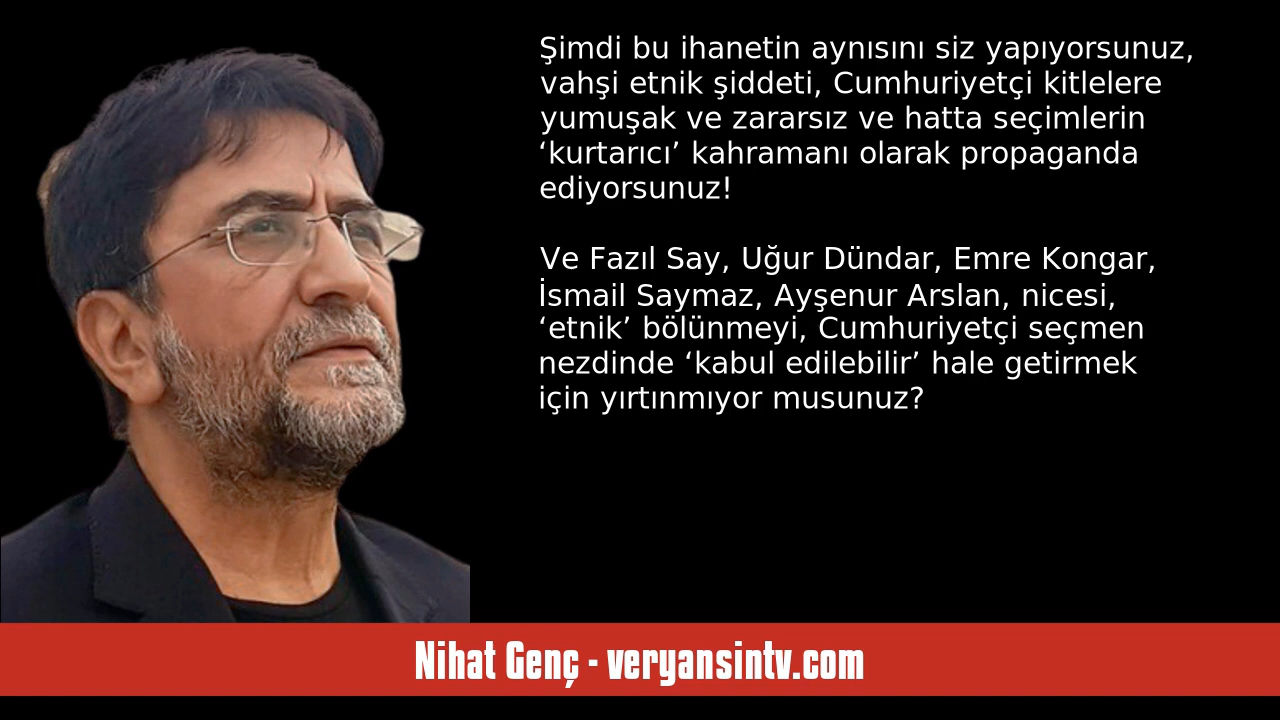 Şimdi bu ihanetin aynısını siz yapıyorsunuz,
vahşi etnik şiddeti, Cumhuriyetçi kitlelere
yumuşak ve zararsız ve hatta seçimlerin
‘kurtarıcı’ kahramanı olarak propaganda
ediyorsunuz!
Ve Fazıl Say, Uğur Dündar, Emre Kongar,
İsmail Saymaz, Ayşenur Arslan, nicesi,
‘etnik’ bölünmeyi, Cumhuriyetçi seçmen
nezdinde ‘kabul edilebilir’ hale getirmek
için yırtınmıyor musunuz?
Nihat Genç - veryansintv.com